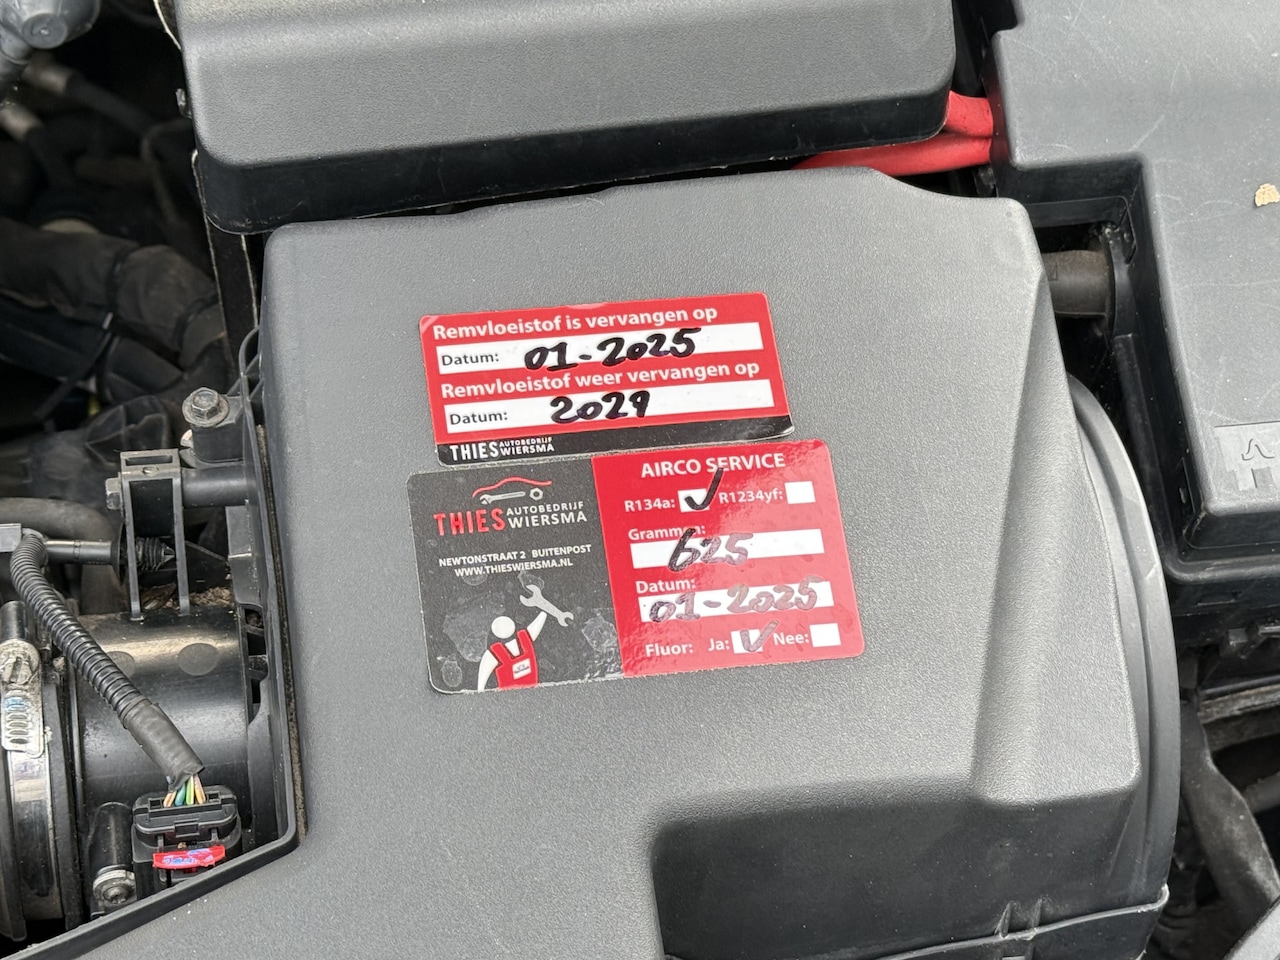 Remvloeistof is vervangen op
Datum: 01-2025
Remvloeistof weer vervangen op
Datum: 2029
THIES AUTOBEDRIJF WIERSMA
THIES AUTOBEDRIJF WIERSMA
NEWTONSTRAAT 2 BUITENPOST
WWW.THIESWIERSMA.NL
AIRCO SERVICE
R134a: ✓ R1234yf:
Grammen:
625
Datum:
01-2025
Fluor: Ja: ✓ Nee: